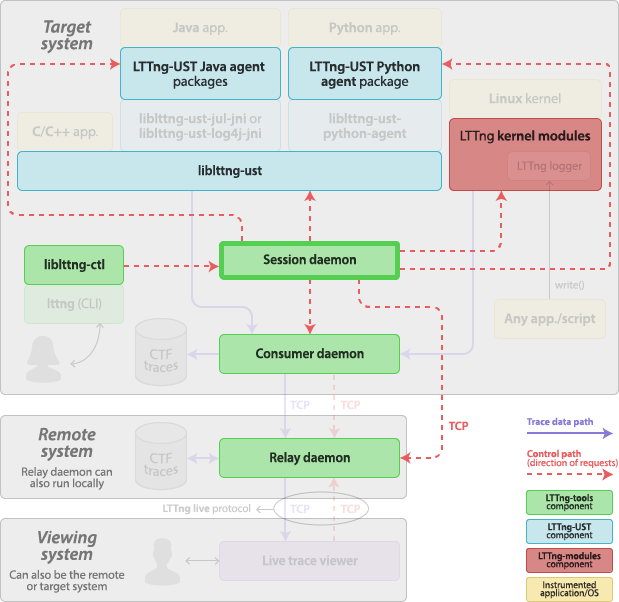 Target
system
Java app.
Python app.
LTTng-UST Java agent
packages
LTTng-UST Python
agent package
Linux kernel
C/C++ app.
liblttng-ust-jul-jni or
liblttng-ust-log4j-jni
liblttng-ust-
python-agent
LTTng kernel modules
LTTng logger
liblttng-ust
liblttng-ctl
Session daemon
lttng (CLI)
write()
Any app./script
CTF
traces
Consumer daemon
TCP
TCP
Remote
system
Relay daemon can
also run locally
CTF
traces
Relay daemon
TCP
LTTng live protocol
TCP
TCP
Viewing
system
Can also be the remote
or target system
Live trace viewer
Trace data path
Control path
(direction of requests)
LTTng-tools
component
LTTng-UST
component
LTTng-modules
component
Instrumented
application/OS